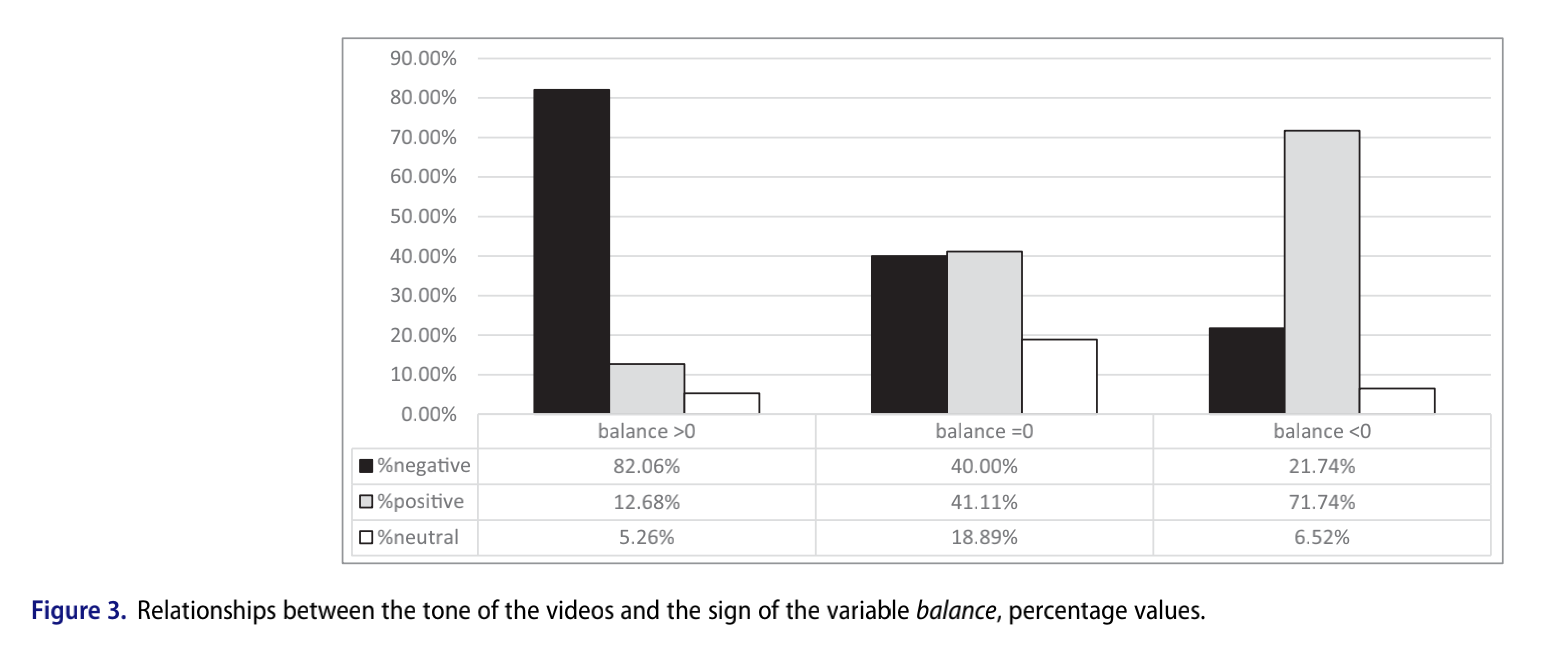 90.00%
80.00%
70.00%
60.00%
50.00%
40.00%
30.00%
20.00%
10.00%
0.00%
balance >0 balance =0 balance <0
%negative 82.06% 40.00% 21.74%
%positive 12.68% 41.11% 71.74%
%neutral 5.26% 18.89% 6.52%
Figure 3. Relationships between the tone of the videos and the sign of the variable balance, percentage values.